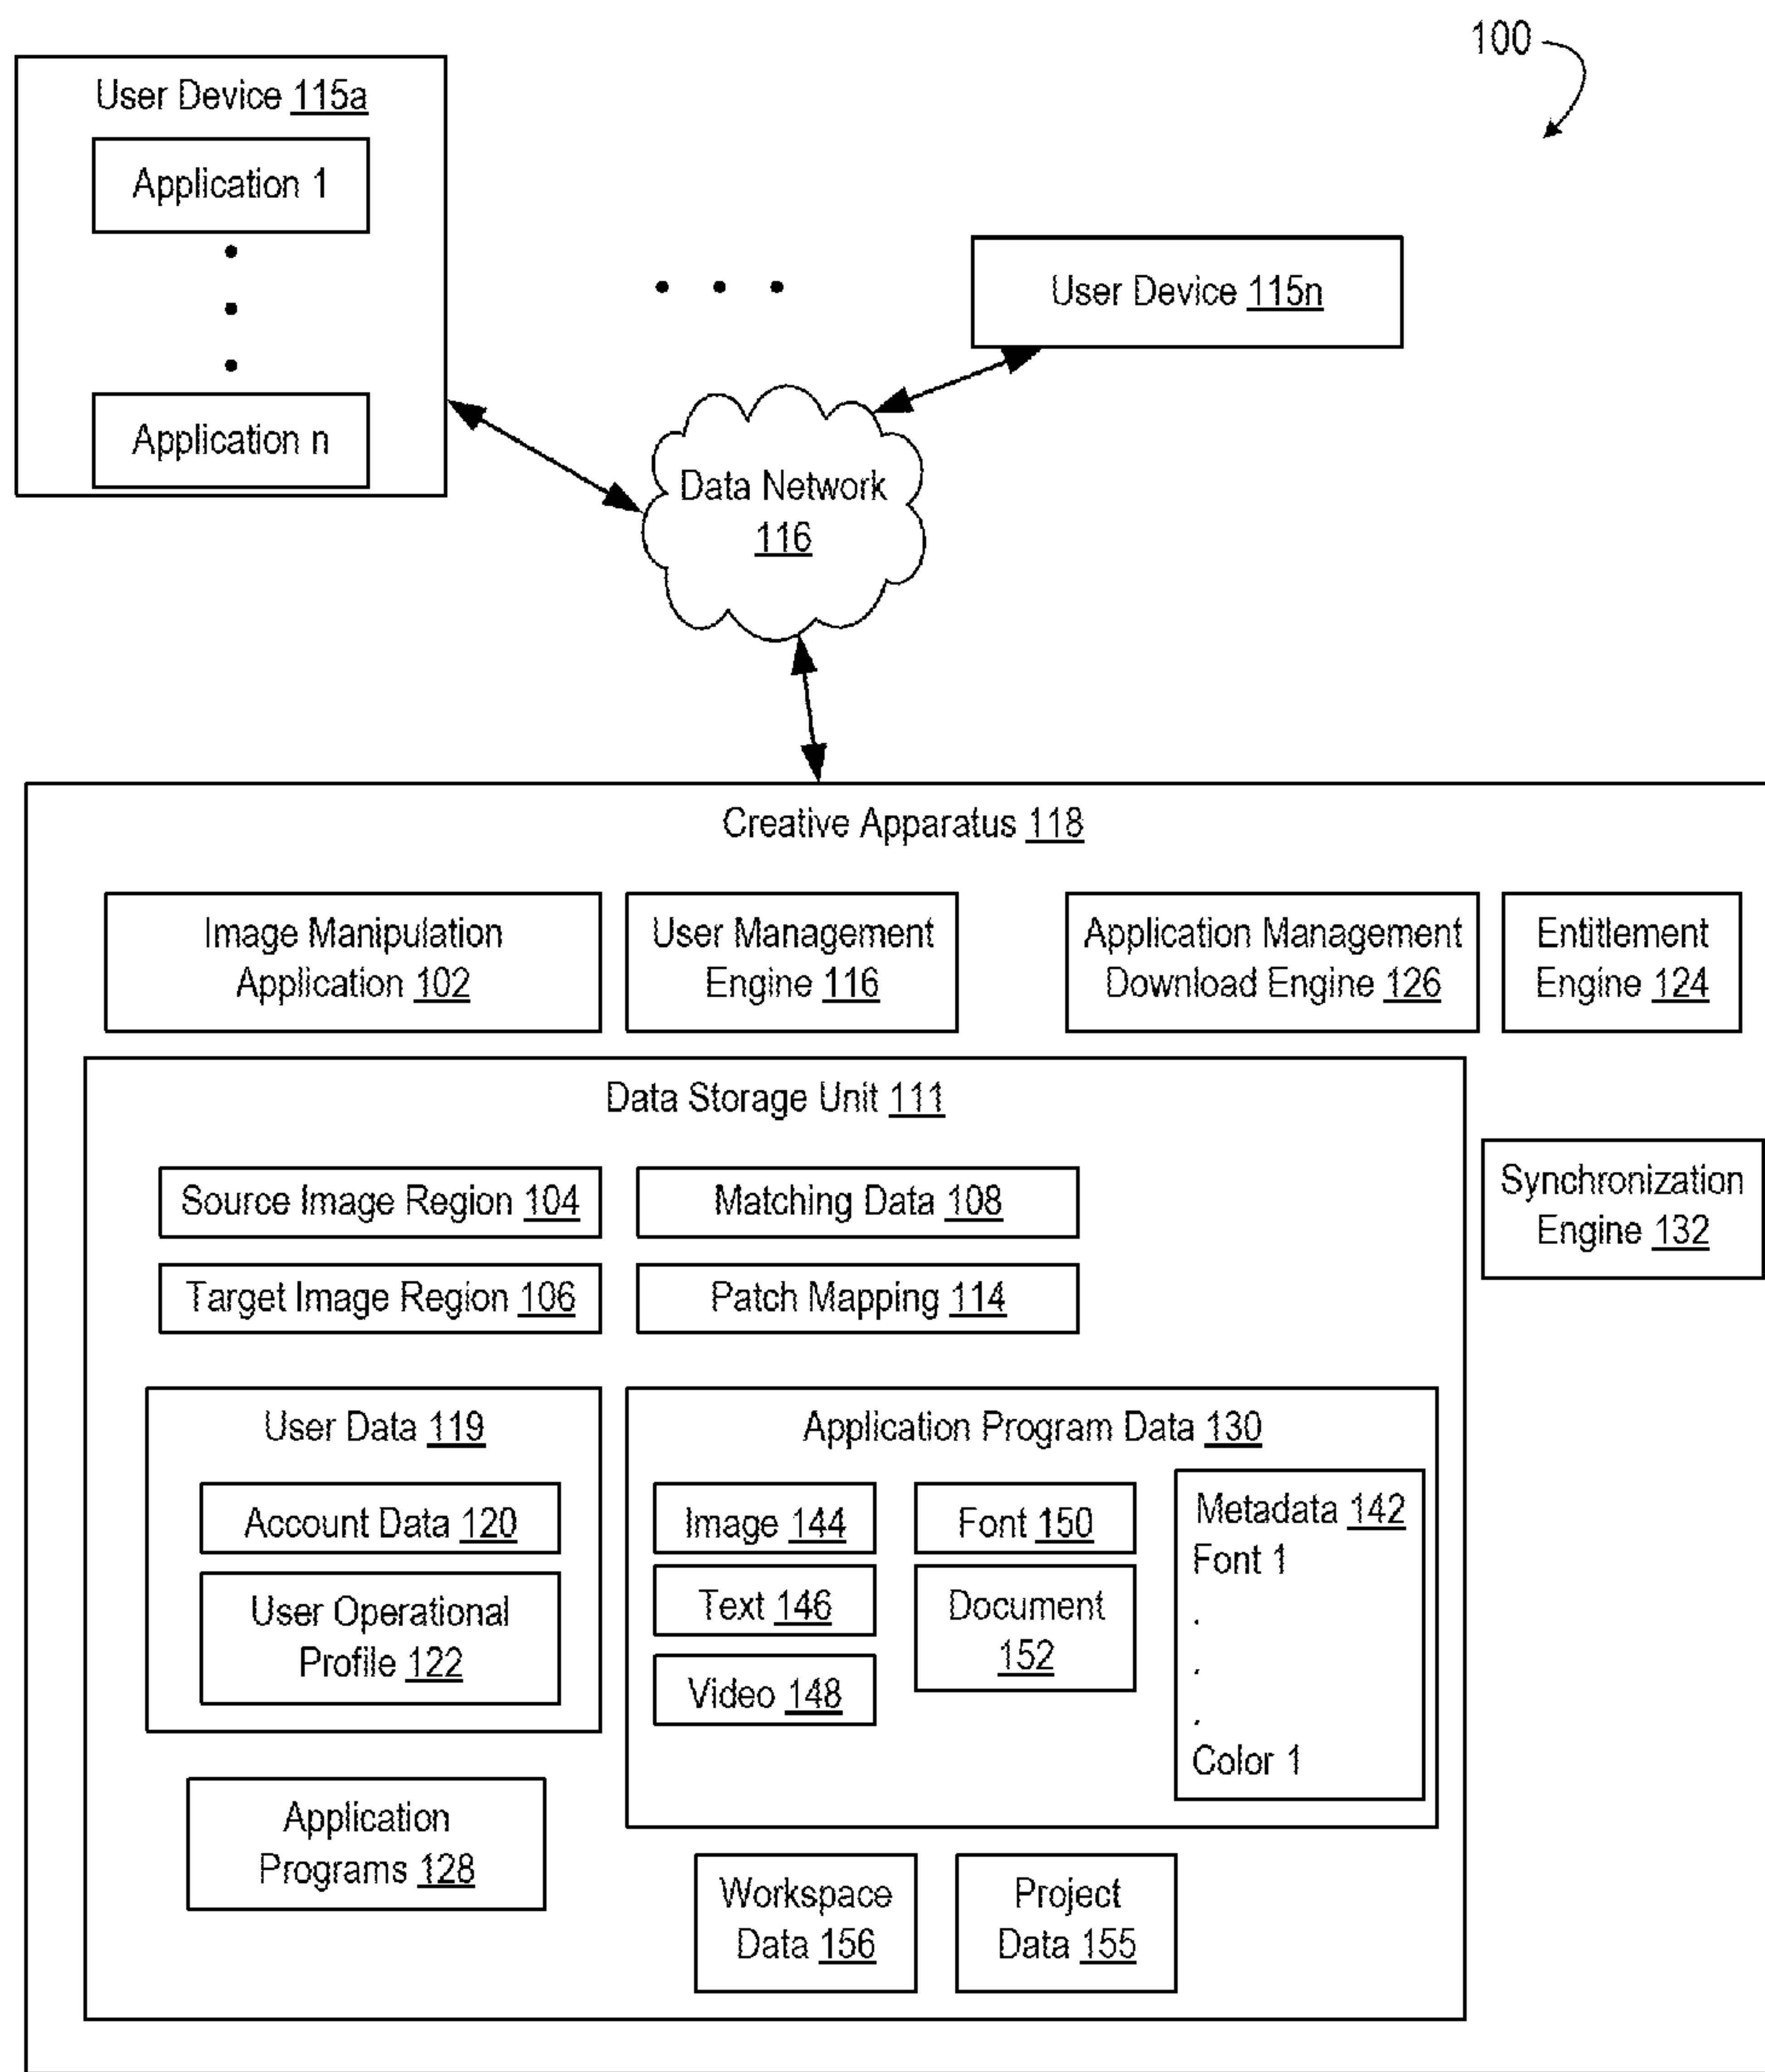 100
User Device 115a
Application 1
Application n
User Device 115n
Data Network
116
Creative Apparatus 118
Image Manipulation
Application 102
User Management
Engine 116
Application Management
Download Engine 126
Entitlement
Engine 124
Data Storage Unit 111
Source Image Region 104
Matching Data 108
Target Image Region 106
Patch Mapping 114
Synchronization
Engine 132
User Data 119
Account Data 120
User Operational
Profile 122
Application Program Data 130
Image 144
Text 146
Video 148
Font 150
Document
152
Metadata 142
Font 1
.
.
.
Color 1
Application
Programs 128
Workspace
Data 156
Project
Data 155